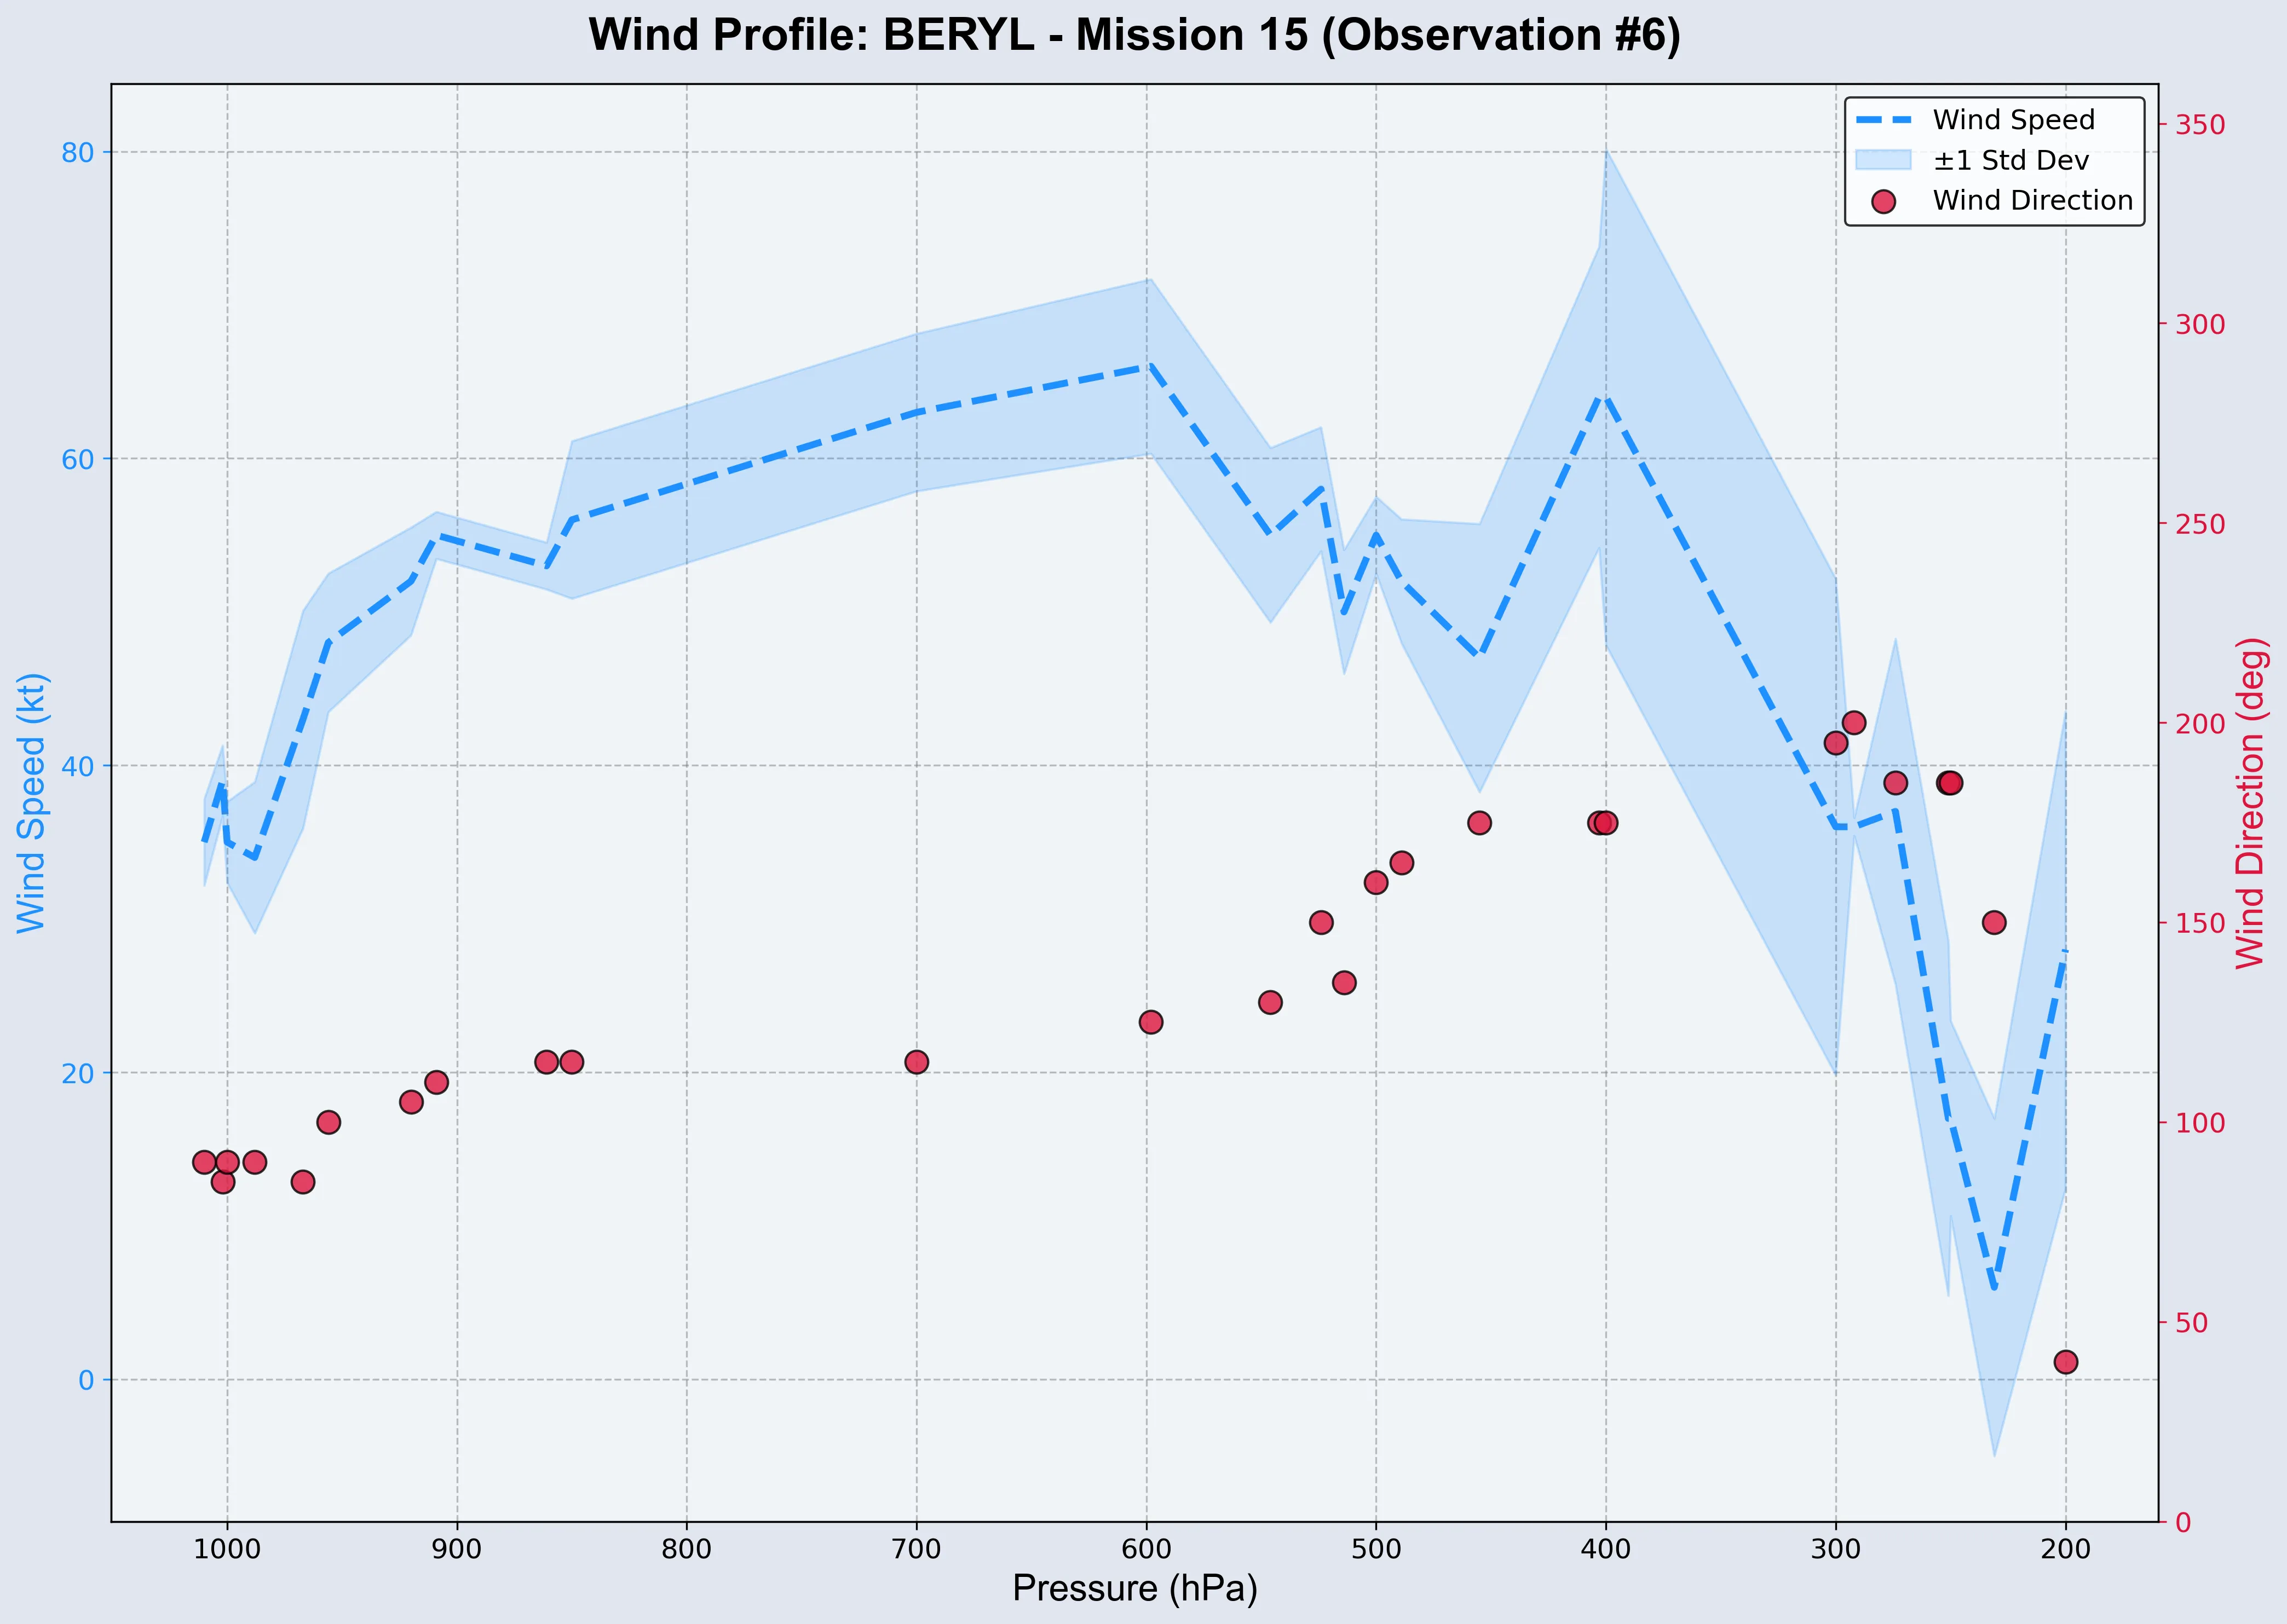 Wind Profile: BERYL - Mission 15 (Observation #6)
Wind Speed
±1 Std Dev
Wind Direction
80
60
40
20
0
Wind Speed (kt)
350
300
250
200
150
100
50
0
Wind Direction (deg)
1000 900 800 700 600 500 400 300 200
Pressure (hPa)